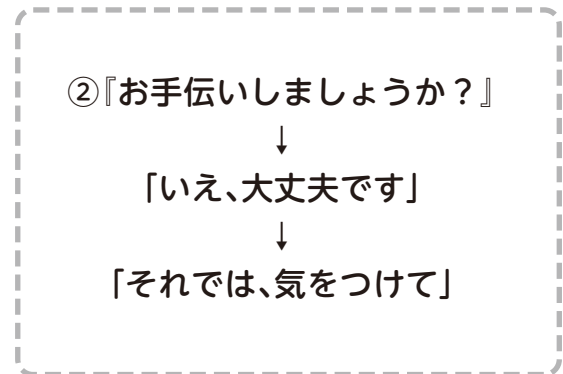 ②『お手伝いしましょうか？』
↓
「いえ、大丈夫です」
↓
「それでは、気をつけて」